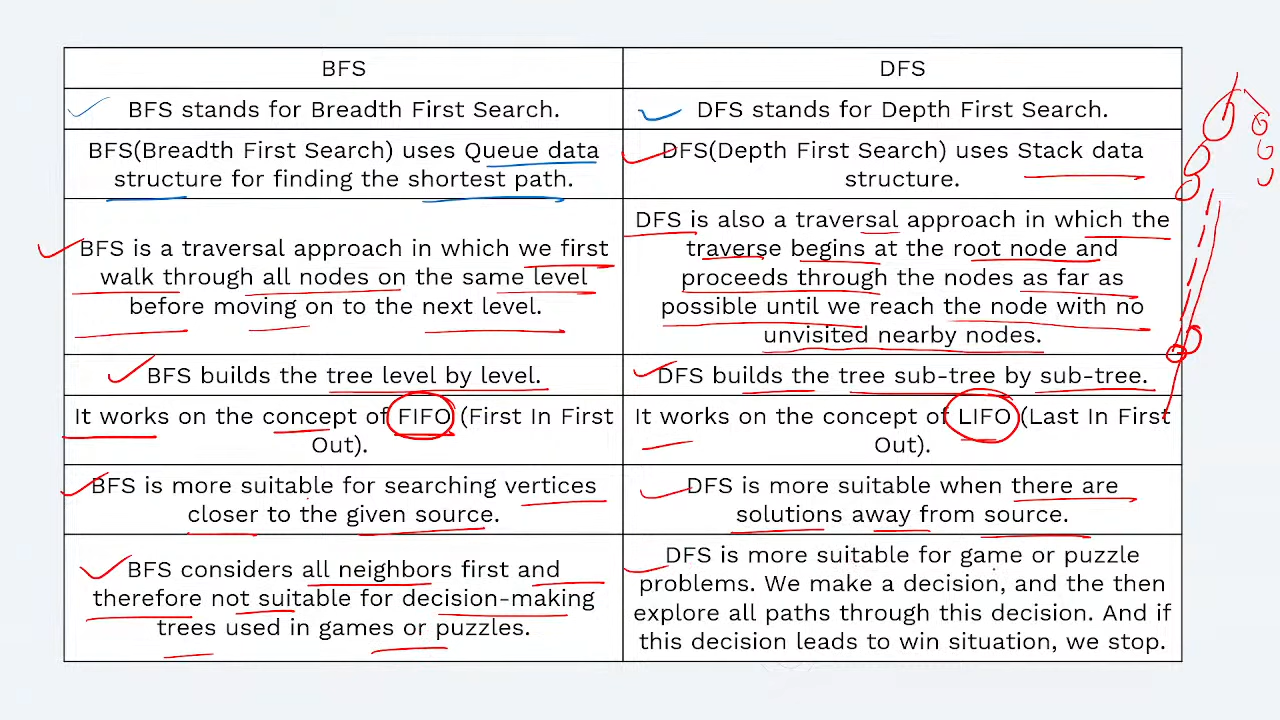 BFS
DFS
BFS stands for Breadth First Search.
DFS stands for Depth First Search.
BFS(Breadth First Search) uses Queue data
structure for finding the shortest path.
DFS(Depth First Search) uses Stack data
structure.
BFS is a traversal approach in which we first
walk through all nodes on the same level
before moving on to the next level.
DFS is also a traversal approach in which the
traverse begins at the root node and
proceeds through the nodes as far as
possible until we reach the node with no
unvisited nearby nodes.
BFS builds the tree level by level.
DFS builds the tree sub-tree by sub-tree.
It works on the concept of FIFO (First In First
Out).
It works on the concept of LIFO (Last In First
Out).
BFS is more suitable for searching vertices
closer to the given source.
DFS is more suitable when there are
solutions away from source.
BFS considers all neighbors first and
therefore not suitable for decision-making
trees used in games or puzzles.
DFS is more suitable for game or puzzle
problems. We make a decision, and the then
explore all paths through this decision. And if
this decision leads to win situation, we stop.